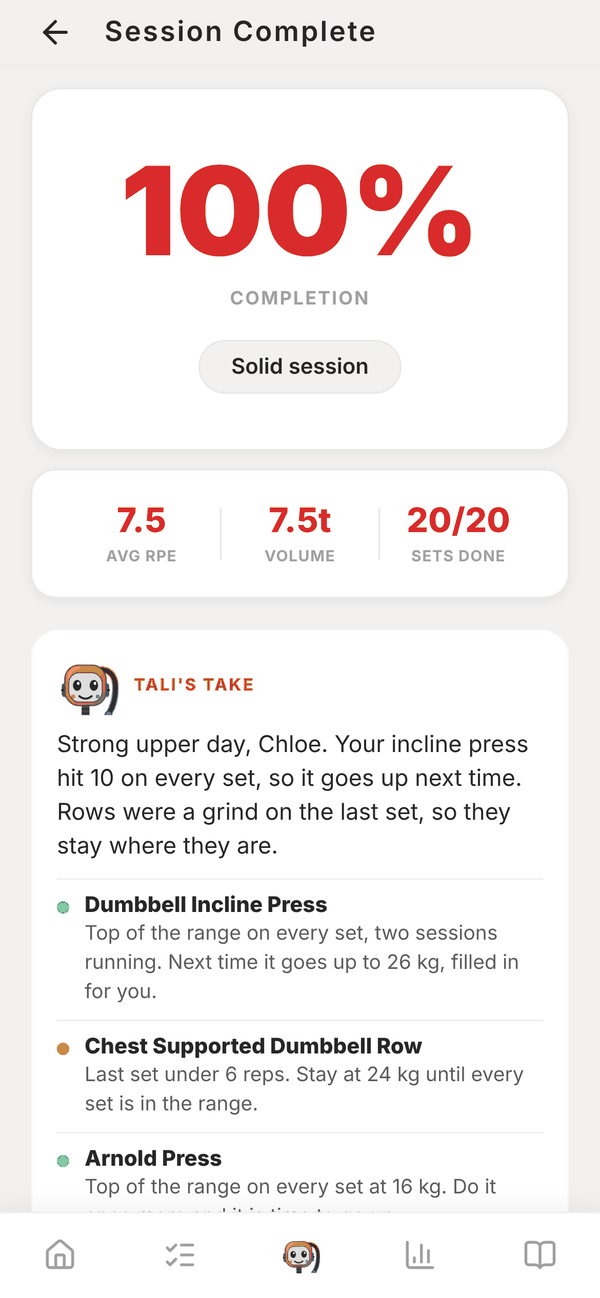 Session Complete
100%
COMPLETION
Solid session
7.5
AVG RPE
7.5t
VOLUME
20/20
SETS DONE
TALI'S TAKE
Strong upper day, Chloe. Your incline press
hit 10 on every set, so it goes up next time.
Rows were a grind on the last set, so they
stay where they are.
Dumbbell Incline Press
Top of the range on every set, two sessions
running. Next time it goes up to 26 kg, filled in
for you.
Chest Supported Dumbbell Row
Last set under 6 reps. Stay at 24 kg until every
set is in the range.
Arnold Press
Top of the range on every set at 16 kg. Do it